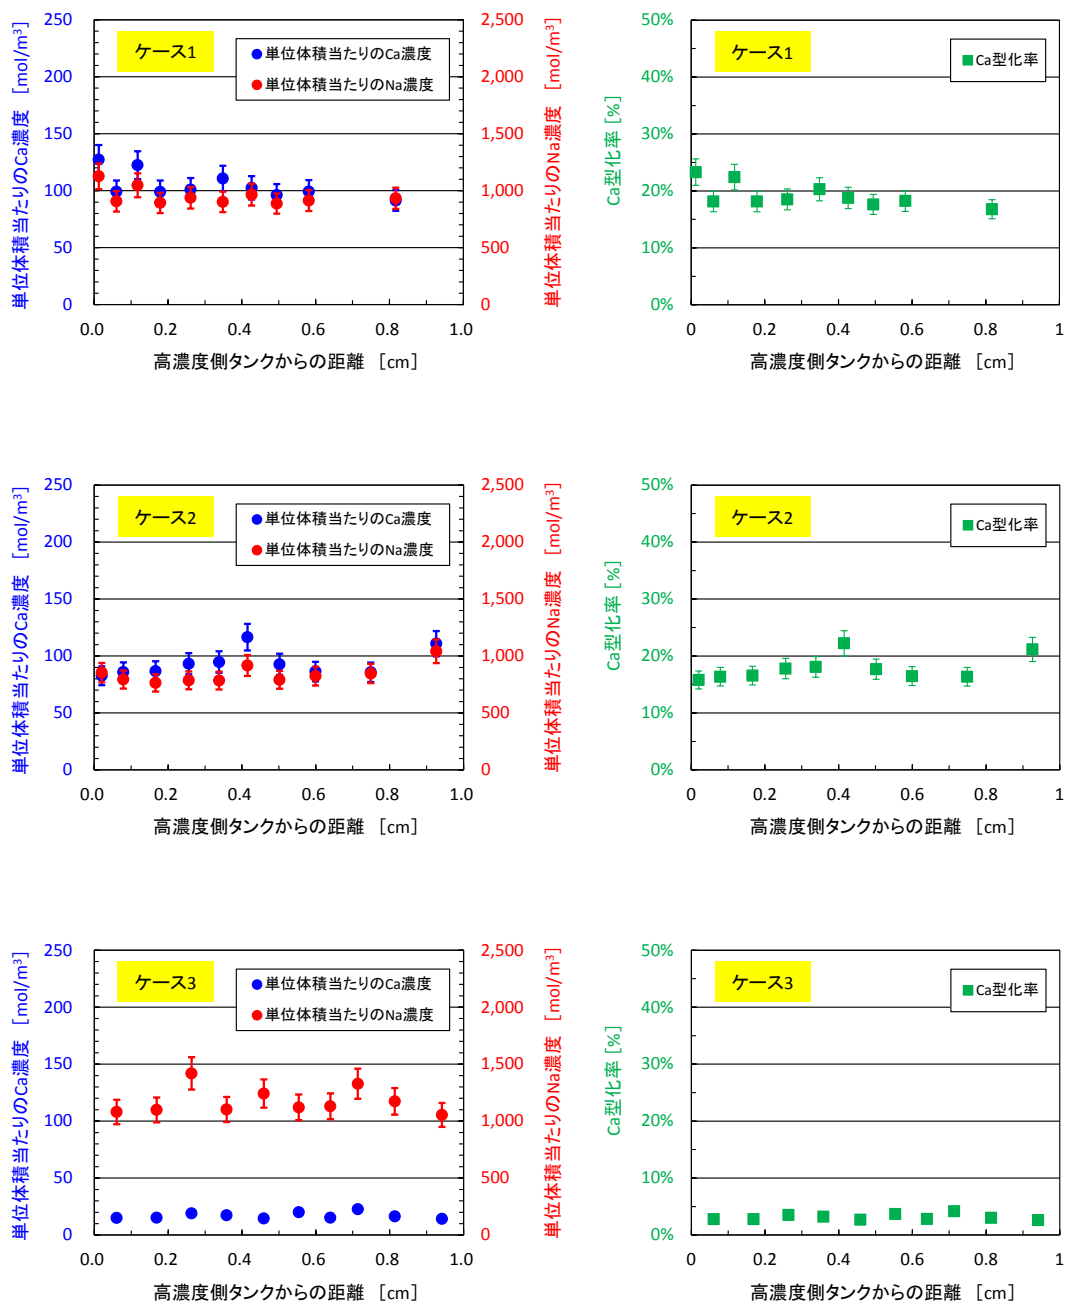 単位体積当たりのCa濃度 [mol/m³]
250
200
150
100
50
0
ケース1
単位体積当たりのCa濃度
単位体積当たりのNa濃度
2,500
2,000
1,500
1,000
500
0
単位体積当たりのNa濃度 [mol/m³]
0.0 0.2 0.4 0.6 0.8 1.0
高濃度側タンクからの距離 [cm]
Ca型化率 [%]
50%
40%
30%
20%
10%
0%
ケース1
Ca型化率
0 0.2 0.4 0.6 0.8 1
高濃度側タンクからの距離 [cm]
単位体積当たりのCa濃度 [mol/m³]
250
200
150
100
50
0
ケース2
単位体積当たりのCa濃度
単位体積当たりのNa濃度
2,500
2,000
1,500
1,000
500
0
単位体積当たりのNa濃度 [mol/m³]
0.0 0.2 0.4 0.6 0.8 1.0
高濃度側タンクからの距離 [cm]
Ca型化率 [%]
50%
40%
30%
20%
10%
0%
ケース2
Ca型化率
0 0.2 0.4 0.6 0.8 1
高濃度側タンクからの距離 [cm]
単位体積当たりのCa濃度 [mol/m³]
250
200
150
100
50
0
ケース3
単位体積当たりのCa濃度
単位体積当たりのNa濃度
2,500
2,000
1,500
1,000
500
0
単位体積当たりのNa濃度 [mol/m³]
0.0 0.2 0.4 0.6 0.8 1.0
高濃度側タンクからの距離 [cm]
Ca型化率 [%]
50%
40%
30%
20%
10%
0%
ケース3
Ca型化率
0 0.2 0.4 0.6 0.8 1
高濃度側タンクからの距離 [cm]